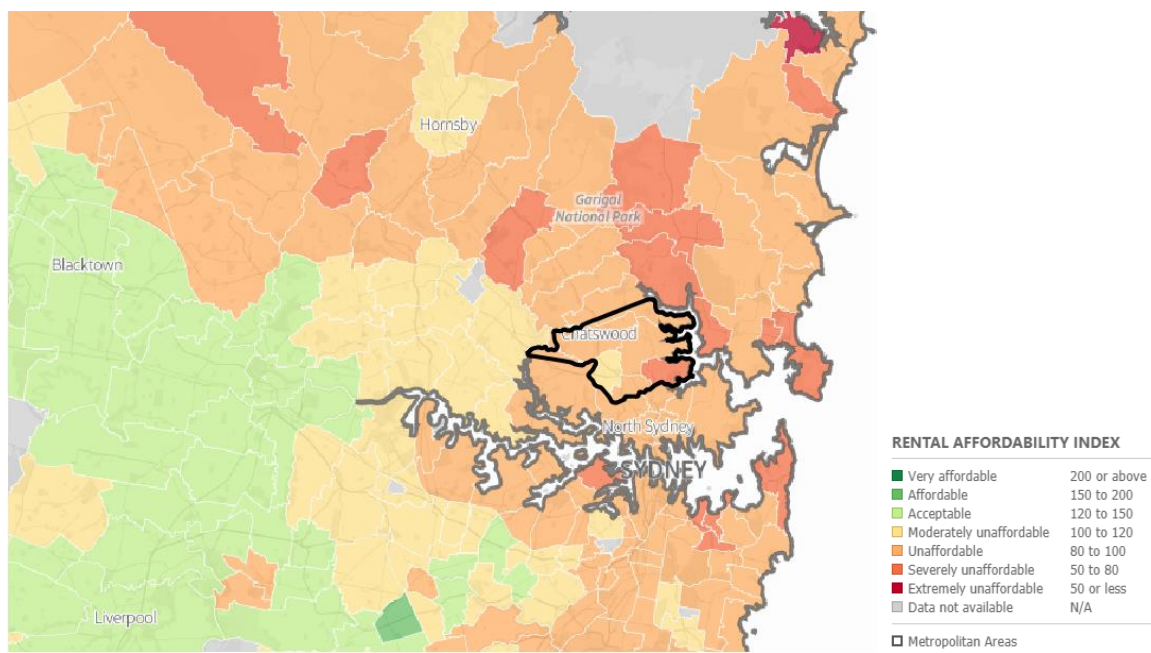 Hornsby
Garigal
National Park
Blacktown
Chatswood
North Sydney
SYDNEY
Liverpool
RENTAL AFFORDABILITY INDEX
Very affordable 200 or above
Affordable 150 to 200
Acceptable 120 to 150
Moderately unaffordable 100 to 120
Unaffordable 80 to 100
Severely unaffordable 50 to 80
Extremely unaffordable 50 or less
Data not available N/A
Metropolitan Areas